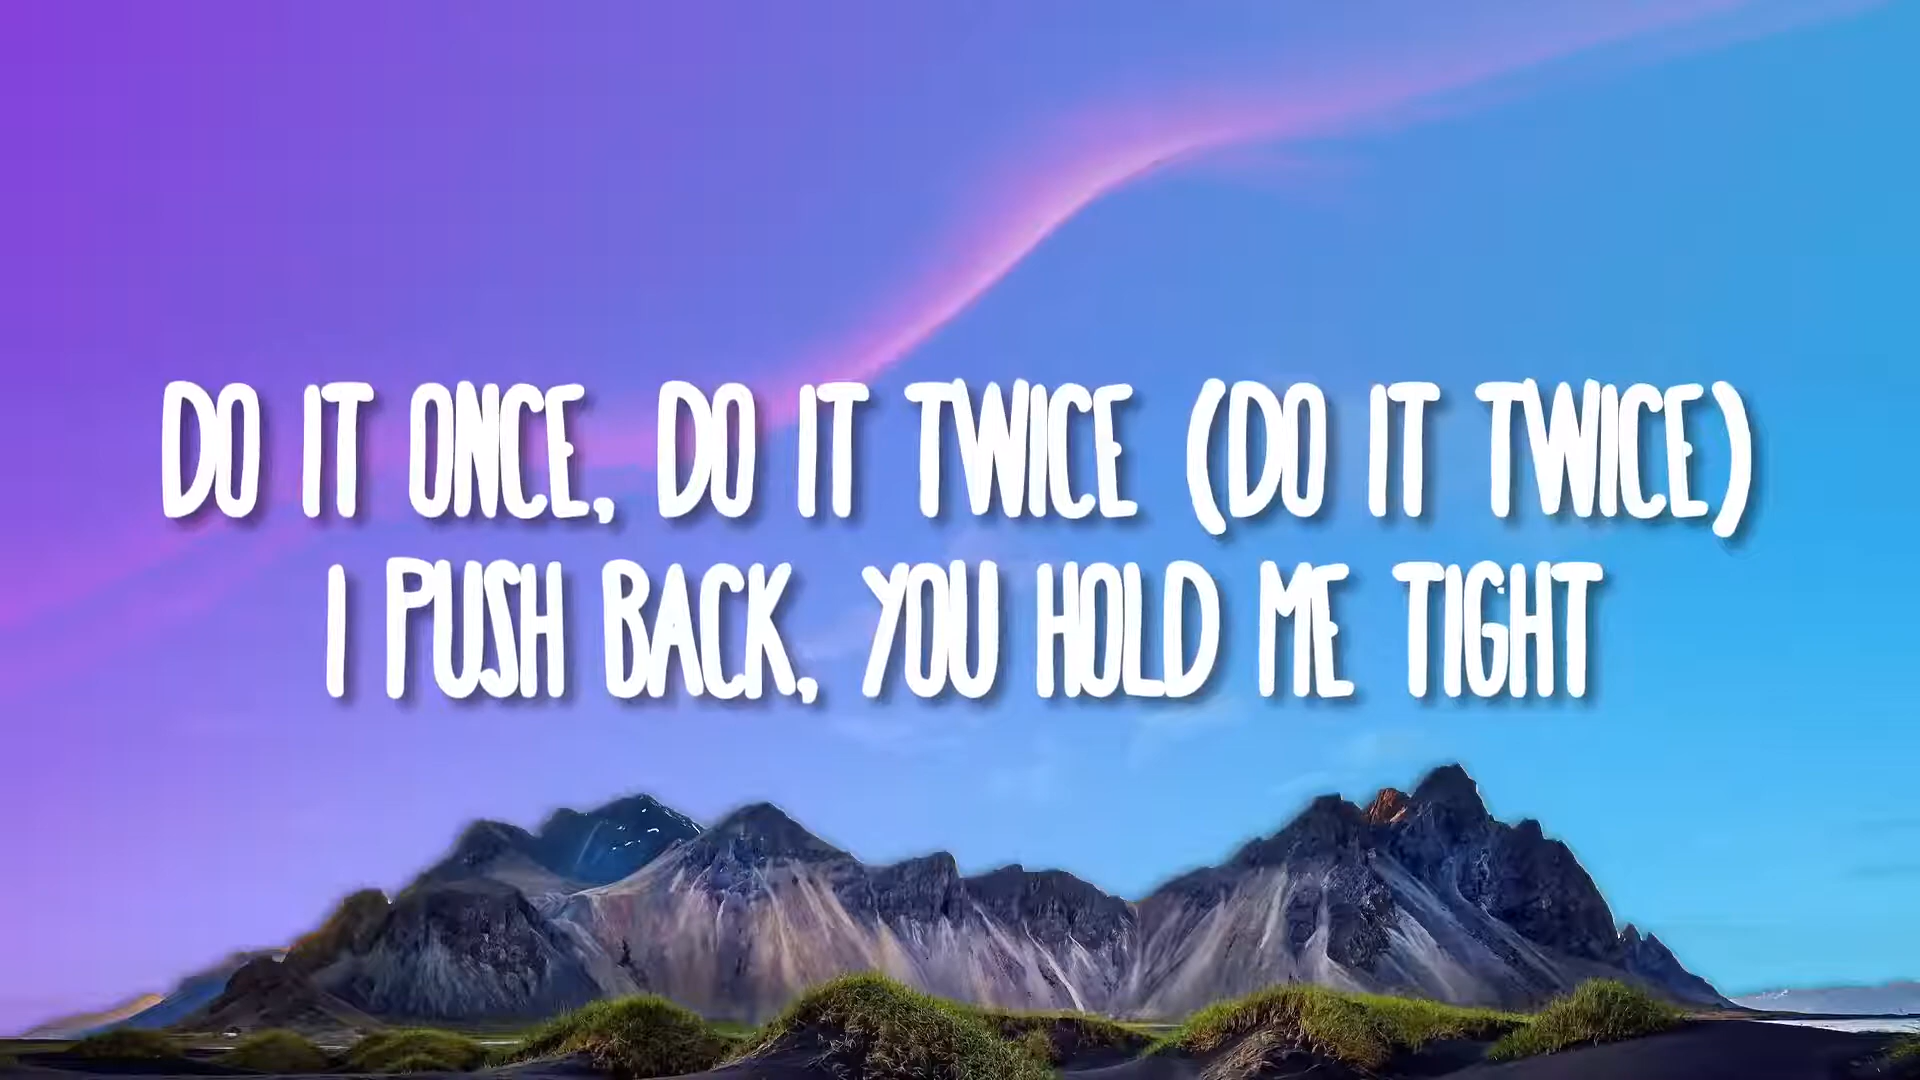 DO IT ONCE, DO IT TWICE (DO IT TWICE)
I PUSH BACK, YOU HOLD ME TIGHT